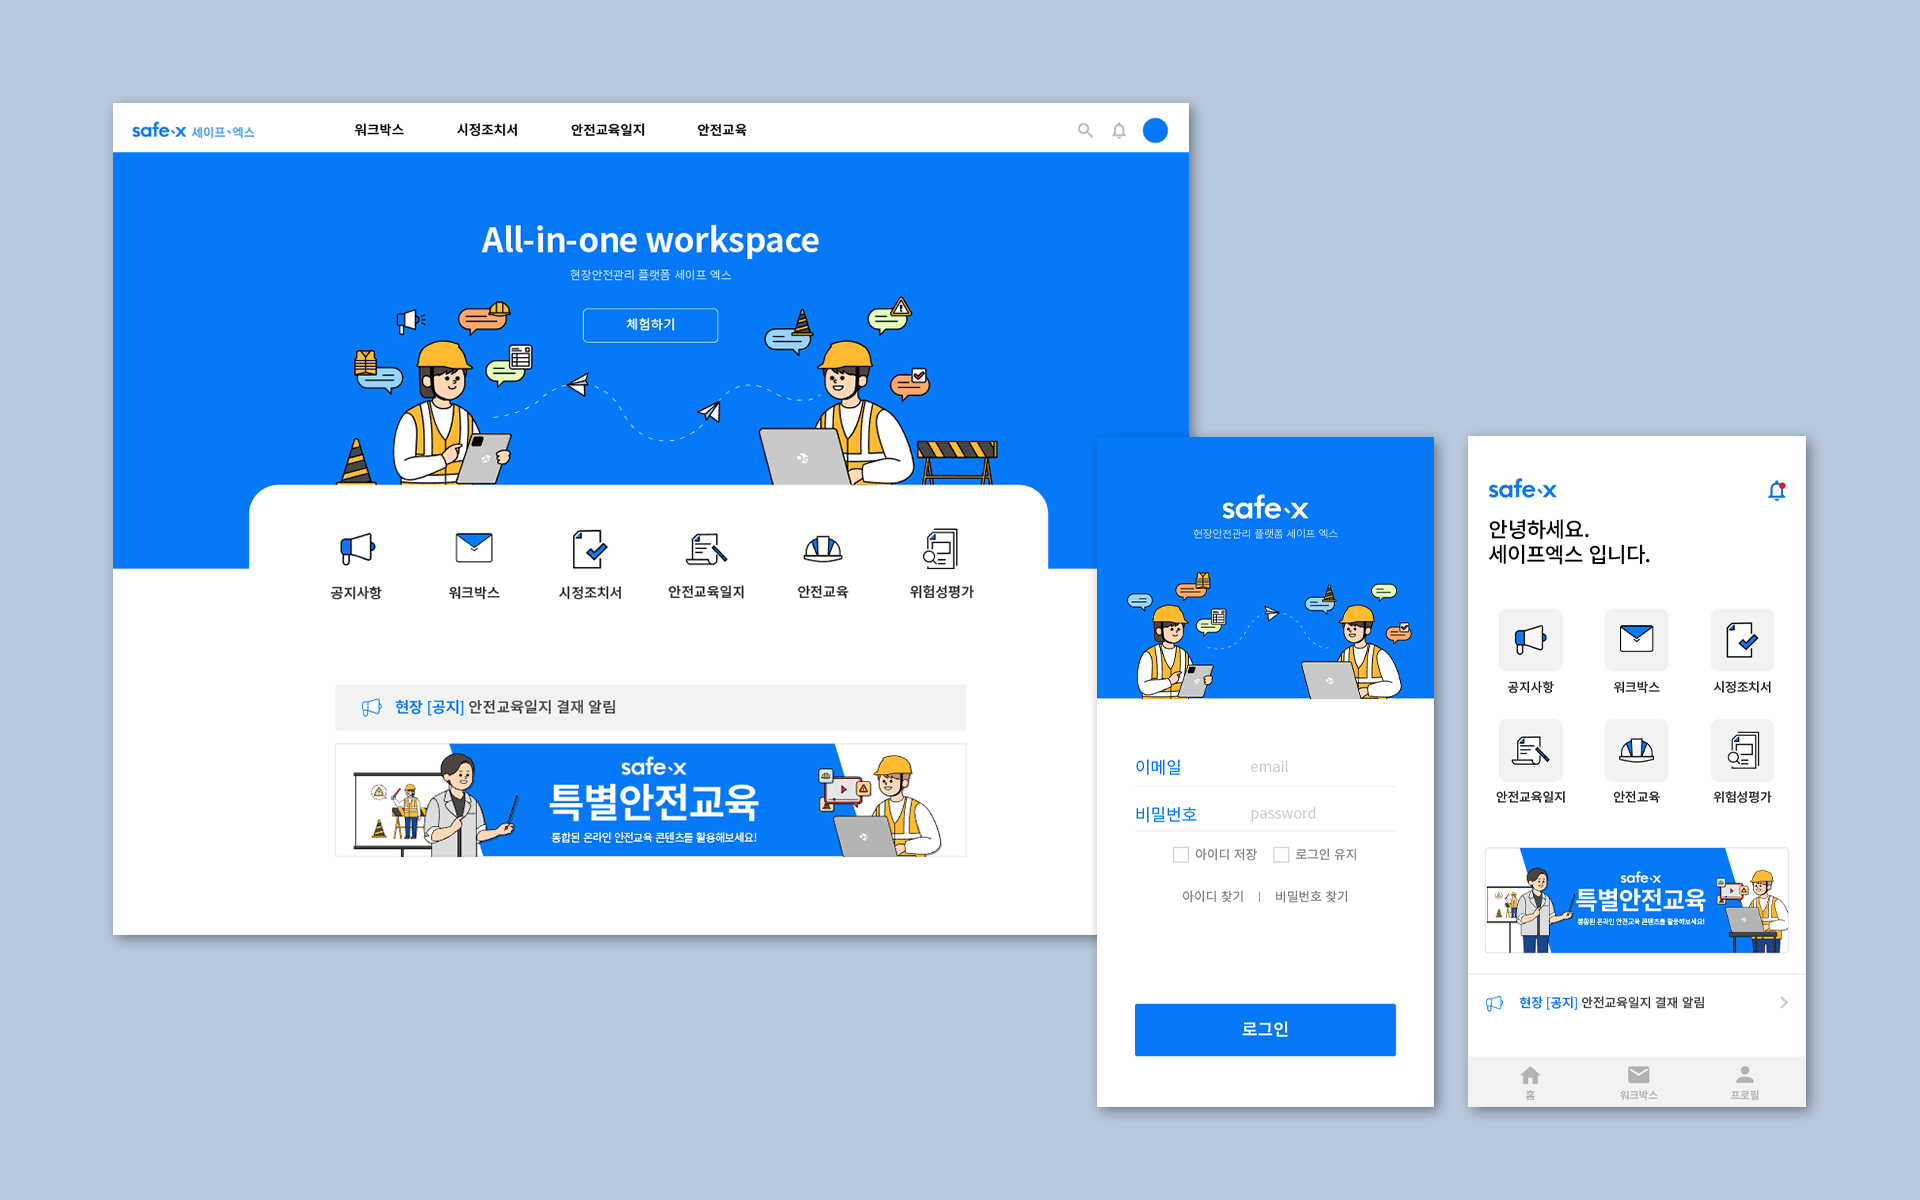 safe-x 세이프、엑스
워크박스 시정조치서 안전교육일지 안전교육
All-in-one workspace
현장안전관리 플랫폼 세이프 엑스
체험하기
공지사항 워크박스 시정조치서 안전교육일지 안전교육 위험성평가
현장 [공지] 안전교육일지 결재 알림
safe-x
특별안전교육
통합된 온라인 안전교육 콘텐츠를 활용해보세요!
safe-x
현장안전관리 플랫폼 세이프 엑스
이메일 email
비밀번호 password
아이디 저장 로그인 유지
아이디 찾기 | 비밀번호 찾기
로그인
safe-x
안녕하세요.
세이프엑스 입니다.
공지사항 워크박스 시정조치서
안전교육일지 안전교육 위험성평가
safe-x
특별안전교육
통합된 온라인 안전교육 콘텐츠를 활용해보세요!
현장 [공지] 안전교육일지 결재 알림
홈 워크박스 프로필